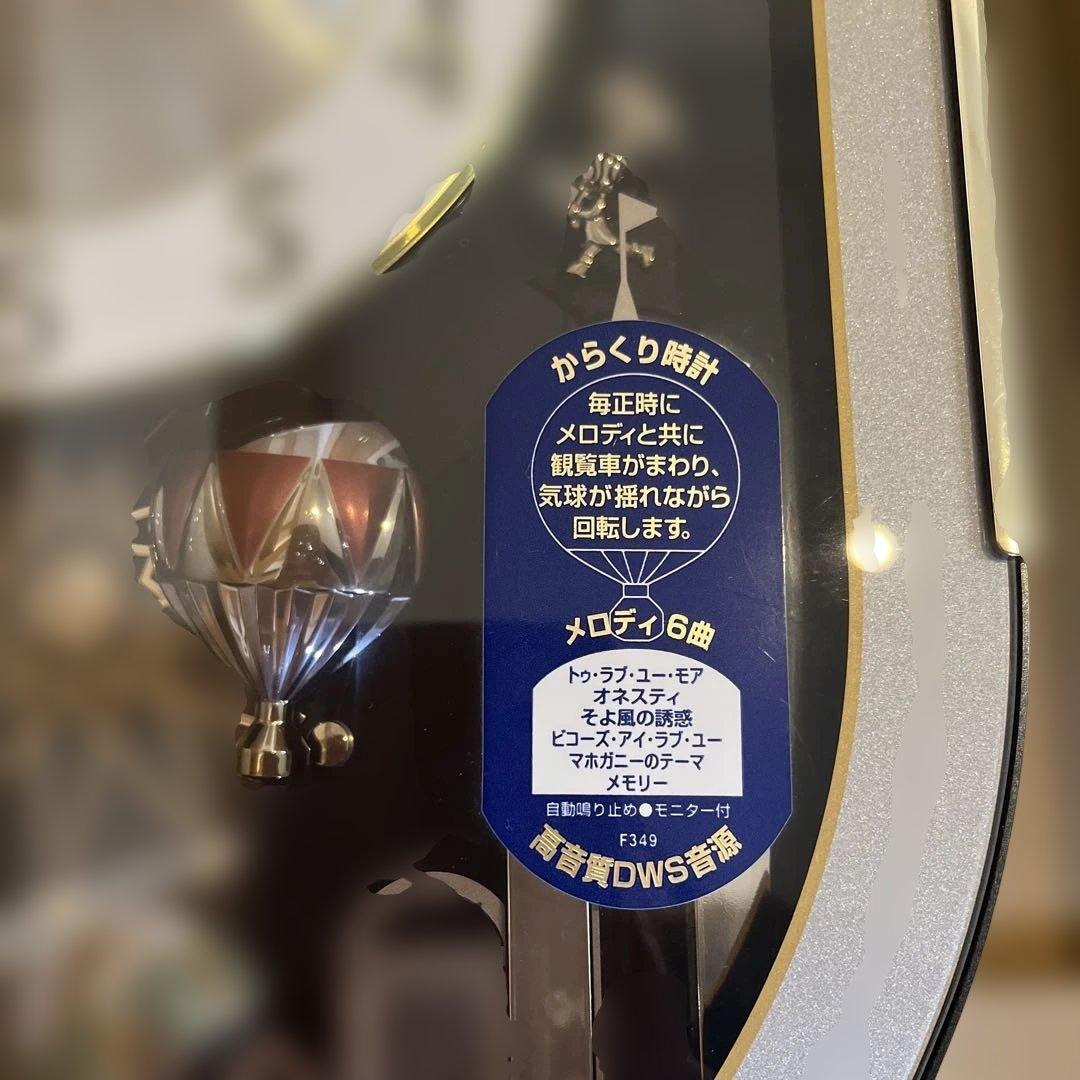 5
からくり時計
毎正時に
メロディと共に
観覧車がまわり、
気球が揺れながら
回転します。
メロディ6曲
トゥ・ラブ・ユー・モア
オネスティ
そよ風の誘惑
ビコーズ・アイ・ラブ・ユー
マホガニーのテーマ
メモリー
自動鳴り止め●モニター付
F349
高音質DWS音源